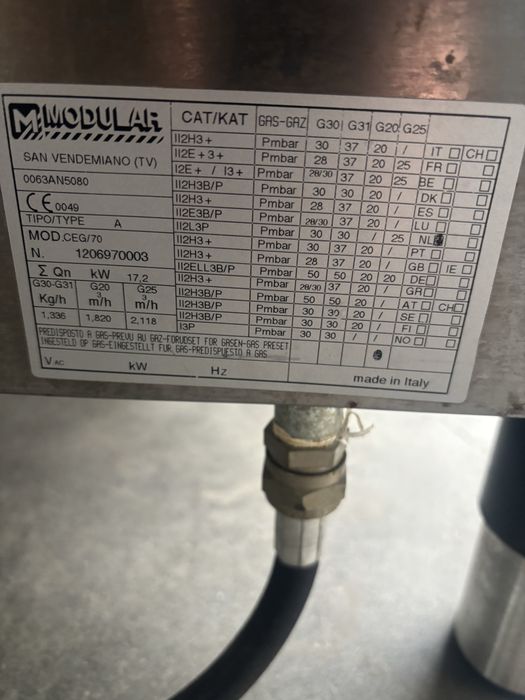 MODULAR
SAN VENDEMIANO (TV)
0063AN5080
CE 0049
TIPO/TYPE A
MOD. CEG/70
N. 1206970003
Σ Qn kW 17,2
G30-G31 G20 G25
Kg/h m³/h m³/h
1,336 1,820 2,118
CAT/KAT GAS-GAZ G30 G31 G20 G25
II2H3+ Pmbar 30 37 20 / IT CH
II2E+3+ Pmbar 28 37 20 25 FR
I2E+ / I3+ Pmbar 28/30 37 20 25 BE
II2H3B/P Pmbar 30 30 20 / DK
II2H3+ Pmbar 28 37 20 / ES
II2E3B/P Pmbar 28/30 37 20 / LU
II2L3P Pmbar 30 30 / 25 NL
II2H3+ Pmbar 30 37 20 / PT
II2H3+ Pmbar 28 37 20 / GB IE
II2ELL3B/P Pmbar 50 50 20 20 DE
II2H3+ Pmbar 28/30 37 20 / GR
II2H3B/P Pmbar 50 50 20 / AT CH
II2H3B/P Pmbar 30 30 20 / SE
II2H3B/P Pmbar 30 30 20 / FI
I3P Pmbar 30 30 / / NO
PREDISPOSTO A GAS-PREVU AU GAZ-FORUDSET FOR GASEN-GAS PRESET
INGESTELD OP GAS-EINGESTELLT FUR GAS-PREDISPUESTO A GAS
V AC kW Hz made in Italy